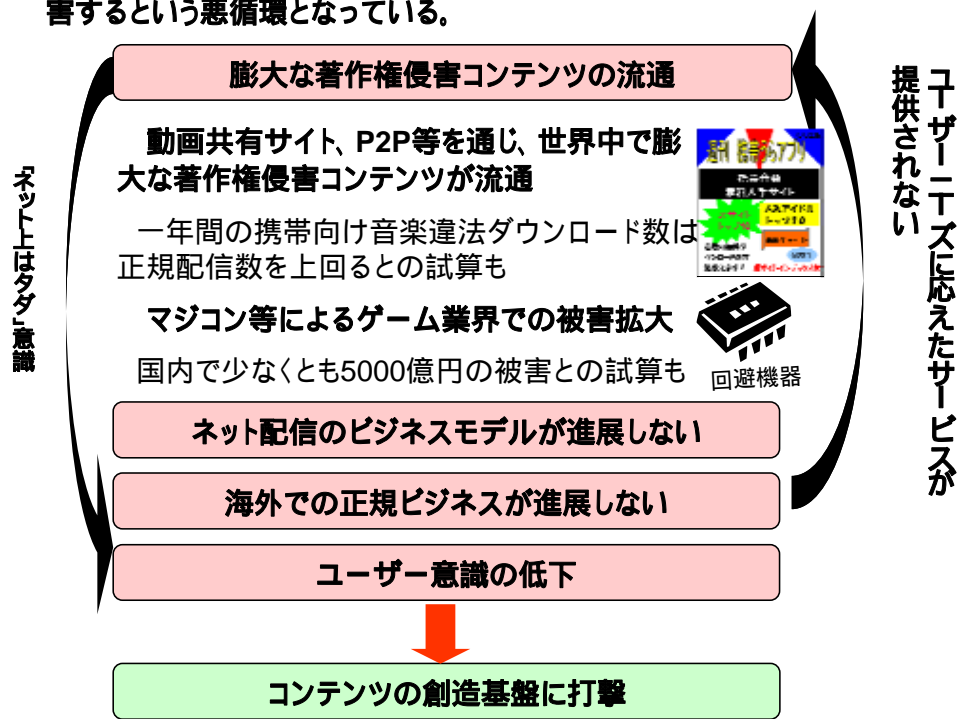 害するという悪循環となっている。
膨大な著作権侵害コンテンツの流通
動画共有サイト、P2P等を通じ、世界中で膨
大な著作権侵害コンテンツが流通
一年間の携帯向け音楽違法ダウンロード数は
正規配信数を上回るとの試算も
マジコン等によるゲーム業界での被害拡大
国内で少なくとも5000億円の被害との試算も
回避機器
ネット配信のビジネスモデルが進展しない
海外での正規ビジネスが進展しない
ユーザー意識の低下
コンテンツの創造基盤に打撃
「ネット上はタダ」意識
ユーザーニーズに応えたサービスが
提供されない